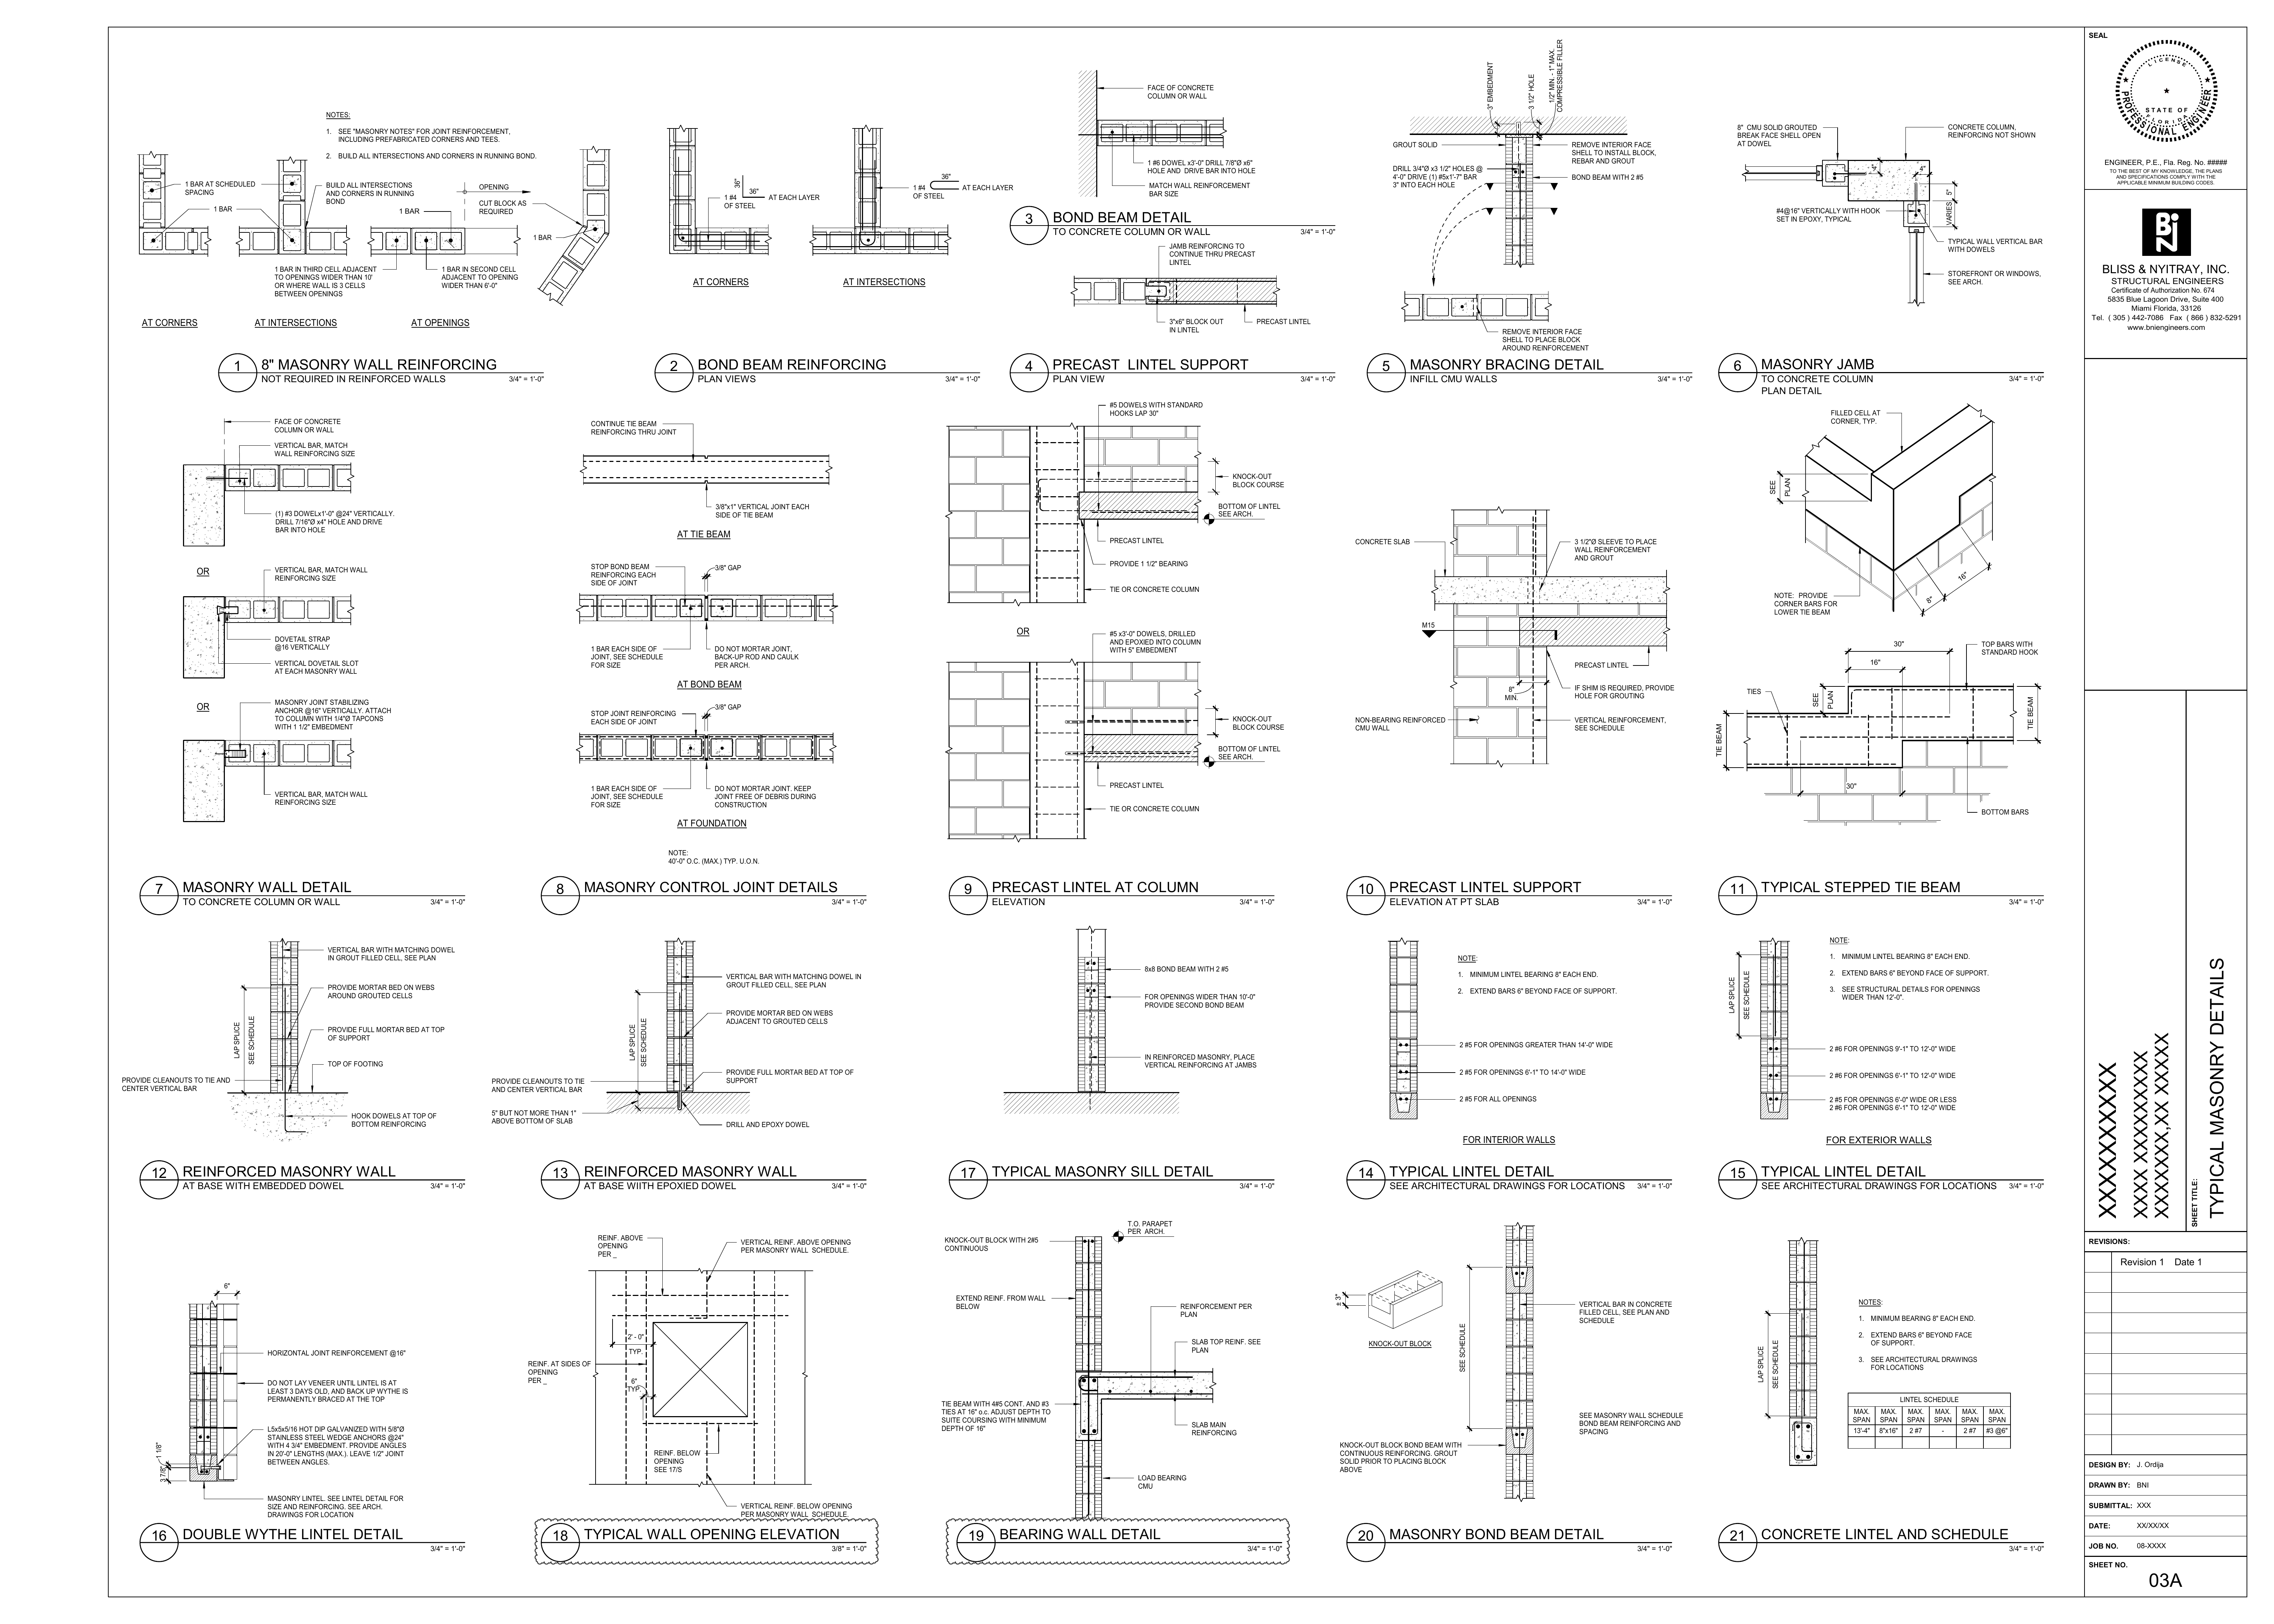 NOTES:
1. SEE "MASONRY NOTES" FOR JOINT REINFORCEMENT,
INCLUDING PREFABRICATED CORNERS AND TEES.
2. BUILD ALL INTERSECTIONS AND CORNERS IN RUNNING BOND.
1 BAR AT SCHEDULED
SPACING
1 BAR
BUILD ALL INTERSECTIONS
AND CORNERS IN RUNNING
BOND
1 BAR
OPENING
CUT BLOCK AS
REQUIRED
1 BAR
1 BAR IN THIRD CELL ADJACENT
TO OPENINGS WIDER THAN 10'
OR WHERE WALL IS 3 CELLS
BETWEEN OPENINGS
1 BAR IN SECOND CELL
ADJACENT TO OPENING
WIDER THAN 6'-0"
AT CORNERS
AT INTERSECTIONS
AT OPENINGS
1
8" MASONRY WALL REINFORCING
NOT REQUIRED IN REINFORCED WALLS
3/4" = 1'-0"
36"
36"
1 #4
OF STEEL
AT EACH LAYER
36"
1 #4
OF STEEL
AT EACH LAYER
AT CORNERS
AT INTERSECTIONS
2
BOND BEAM REINFORCING
PLAN VIEWS
3/4" = 1'-0"
FACE OF CONCRETE
COLUMN OR WALL
1 #6 DOWEL x3'-0" DRILL 7/8"Ø x6"
HOLE AND DRIVE BAR INTO HOLE
MATCH WALL REINFORCEMENT
BAR SIZE
3
BOND BEAM DETAIL
TO CONCRETE COLUMN OR WALL
3/4" = 1'-0"
JAMB REINFORCING TO
CONTINUE THRU PRECAST
LINTEL
3"x6" BLOCK OUT
IN LINTEL
PRECAST LINTEL
4
PRECAST LINTEL SUPPORT
PLAN VIEW
3/4" = 1'-0"
3" EMBEDMENT
3 1/2" HOLE
1/2" MIN. - 1" MAX.
COMPRESSIBLE FILLER
GROUT SOLID
DRILL 3/4"Ø x3 1/2" HOLES @
4'-0" DRIVE (1) #5x1'-7" BAR
3" INTO EACH HOLE
REMOVE INTERIOR FACE
SHELL TO INSTALL BLOCK,
REBAR AND GROUT
BOND BEAM WITH 2 #5
REMOVE INTERIOR FACE
SHELL TO PLACE BLOCK
AROUND REINFORCEMENT
5
MASONRY BRACING DETAIL
INFILL CMU WALLS
3/4" = 1'-0"
8" CMU SOLID GROUTED
BREAK FACE SHELL OPEN
AT DOWEL
CONCRETE COLUMN,
REINFORCING NOT SHOWN
4"
5"
VARIES
#4@16" VERTICALLY WITH HOOK
SET IN EPOXY, TYPICAL
TYPICAL WALL VERTICAL BAR
WITH DOWELS
STOREFRONT OR WINDOWS,
SEE ARCH.
6
MASONRY JAMB
TO CONCRETE COLUMN
PLAN DETAIL
3/4" = 1'-0"
FACE OF CONCRETE
COLUMN OR WALL
VERTICAL BAR, MATCH
WALL REINFORCING SIZE
(1) #3 DOWELx1'-0" @24" VERTICALLY.
DRILL 7/16"Ø x4" HOLE AND DRIVE
BAR INTO HOLE
OR
VERTICAL BAR, MATCH WALL
REINFORCING SIZE
DOVETAIL STRAP
@16 VERTICALLY
VERTICAL DOVETAIL SLOT
AT EACH MASONRY WALL
OR
MASONRY JOINT STABILIZING
ANCHOR @16" VERTICALLY. ATTACH
TO COLUMN WITH 1/4"Ø TAPCONS
WITH 1 1/2" EMBEDMENT
VERTICAL BAR, MATCH WALL
REINFORCING SIZE
7
MASONRY WALL DETAIL
TO CONCRETE COLUMN OR WALL
3/4" = 1'-0"
CONTINUE TIE BEAM
REINFORCING THRU JOINT
3/8"x1" VERTICAL JOINT EACH
SIDE OF TIE BEAM
AT TIE BEAM
STOP BOND BEAM
REINFORCING EACH
SIDE OF JOINT
3/8" GAP
1 BAR EACH SIDE OF
JOINT, SEE SCHEDULE
FOR SIZE
DO NOT MORTAR JOINT,
BACK-UP ROD AND CAULK
PER ARCH.
AT BOND BEAM
STOP JOINT REINFORCING
EACH SIDE OF JOINT
3/8" GAP
1 BAR EACH SIDE OF
JOINT, SEE SCHEDULE
FOR SIZE
DO NOT MORTAR JOINT. KEEP
JOINT FREE OF DEBRIS DURING
CONSTRUCTION
AT FOUNDATION
NOTE:
40'-0" O.C. (MAX.) TYP. U.O.N.
8
MASONRY CONTROL JOINT DETAILS
3/4" = 1'-0"
#5 DOWELS WITH STANDARD
HOOKS LAP 30"
KNOCK-OUT
BLOCK COURSE
BOTTOM OF LINTEL
SEE ARCH.
PRECAST LINTEL
PROVIDE 1 1/2" BEARING
TIE OR CONCRETE COLUMN
OR
#5 x3'-0" DOWELS, DRILLED
AND EPOXIED INTO COLUMN
WITH 5" EMBEDMENT
KNOCK-OUT
BLOCK COURSE
BOTTOM OF LINTEL
SEE ARCH.
PRECAST LINTEL
TIE OR CONCRETE COLUMN
9
PRECAST LINTEL AT COLUMN
ELEVATION
3/4" = 1'-0"
CONCRETE SLAB
3 1/2"Ø SLEEVE TO PLACE
WALL REINFORCEMENT
AND GROUT
M15
PRECAST LINTEL
8"
MIN.
IF SHIM IS REQUIRED, PROVIDE
HOLE FOR GROUTING
NON-BEARING REINFORCED
CMU WALL
VERTICAL REINFORCEMENT,
SEE SCHEDULE
10
PRECAST LINTEL SUPPORT
ELEVATION AT PT SLAB
3/4" = 1'-0"
FILLED CELL AT
CORNER, TYP.
SEE
PLAN
NOTE: PROVIDE
CORNER BARS FOR
LOWER TIE BEAM
8"
16"
30"
16"
TOP BARS WITH
STANDARD HOOK
TIES
SEE
PLAN
TIE BEAM
TIE BEAM
30"
BOTTOM BARS
11
TYPICAL STEPPED TIE BEAM
3/4" = 1'-0"
VERTICAL BAR WITH MATCHING DOWEL
IN GROUT FILLED CELL, SEE PLAN
PROVIDE MORTAR BED ON WEBS
AROUND GROUTED CELLS
LAP SPLICE
SEE SCHEDULE
PROVIDE FULL MORTAR BED AT TOP
OF SUPPORT
TOP OF FOOTING
PROVIDE CLEANOUTS TO TIE AND
CENTER VERTICAL BAR
HOOK DOWELS AT TOP OF
BOTTOM REINFORCING
12
REINFORCED MASONRY WALL
AT BASE WITH EMBEDDED DOWEL
3/4" = 1'-0"
VERTICAL BAR WITH MATCHING DOWEL IN
GROUT FILLED CELL, SEE PLAN
PROVIDE MORTAR BED ON WEBS
ADJACENT TO GROUTED CELLS
LAP SPLICE
SEE SCHEDULE
PROVIDE FULL MORTAR BED AT TOP OF
SUPPORT
PROVIDE CLEANOUTS TO TIE
AND CENTER VERTICAL BAR
5" BUT NOT MORE THAN 1"
ABOVE BOTTOM OF SLAB
DRILL AND EPOXY DOWEL
13
REINFORCED MASONRY WALL
AT BASE WIITH EPOXIED DOWEL
3/4" = 1'-0"
8x8 BOND BEAM WITH 2 #5
FOR OPENINGS WIDER THAN 10'-0"
PROVIDE SECOND BOND BEAM
IN REINFORCED MASONRY, PLACE
VERTICAL REINFORCING AT JAMBS
17
TYPICAL MASONRY SILL DETAIL
3/4" = 1'-0"
NOTE:
1. MINIMUM LINTEL BEARING 8" EACH END.
2. EXTEND BARS 6" BEYOND FACE OF SUPPORT.
2 #5 FOR OPENINGS GREATER THAN 14'-0" WIDE
2 #5 FOR OPENINGS 6'-1" TO 14'-0" WIDE
2 #5 FOR ALL OPENINGS
FOR INTERIOR WALLS
14
TYPICAL LINTEL DETAIL
SEE ARCHITECTURAL DRAWINGS FOR LOCATIONS
3/4" = 1'-0"
NOTE:
1. MINIMUM LINTEL BEARING 8" EACH END.
2. EXTEND BARS 6" BEYOND FACE OF SUPPORT.
3. SEE STRUCTURAL DETAILS FOR OPENINGS
WIDER THAN 12'-0".
LAP SPLICE
SEE SCHEDULE
2 #6 FOR OPENINGS 9'-1" TO 12'-0" WIDE
2 #6 FOR OPENINGS 6'-1" TO 12'-0" WIDE
2 #5 FOR OPENINGS 6'-0" WIDE OR LESS
2 #6 FOR OPENINGS 6'-1" TO 12'-0" WIDE
FOR EXTERIOR WALLS
15
TYPICAL LINTEL DETAIL
SEE ARCHITECTURAL DRAWINGS FOR LOCATIONS
3/4" = 1'-0"
6"
HORIZONTAL JOINT REINFORCEMENT @16"
DO NOT LAY VENEER UNTIL LINTEL IS AT
LEAST 3 DAYS OLD, AND BACK UP WYTHE IS
PERMANENTLY BRACED AT THE TOP
L5x5x5/16 HOT DIP GALVANIZED WITH 5/8"Ø
STAINLESS STEEL WEDGE ANCHORS @24"
WITH 4 3/4" EMBEDMENT. PROVIDE ANGLES
IN 20'-0" LENGTHS (MAX.). LEAVE 1/2" JOINT
BETWEEN ANGLES.
1 1/8"
3 7/8"
MASONRY LINTEL. SEE LINTEL DETAIL FOR
SIZE AND REINFORCING. SEE ARCH.
DRAWINGS FOR LOCATION
16
DOUBLE WYTHE LINTEL DETAIL
3/4" = 1'-0"
REINF. ABOVE
OPENING
PER _
VERTICAL REINF. ABOVE OPENING
PER MASONRY WALL SCHEDULE.
2' - 0"
TYP.
REINF. AT SIDES OF
OPENING
PER _
6"
TYP.
REINF. BELOW
OPENING
SEE 17/S
VERTICAL REINF. BELOW OPENING
PER MASONRY WALL SCHEDULE.
18
TYPICAL WALL OPENING ELEVATION
3/8" = 1'-0"
T.O. PARAPET
PER ARCH.
KNOCK-OUT BLOCK WITH 2#5
CONTINUOUS
EXTEND REINF. FROM WALL
BELOW
REINFORCEMENT PER
PLAN
SLAB TOP REINF. SEE
PLAN
TIE BEAM WITH 4#5 CONT. AND #3
TIES AT 16" o.c. ADJUST DEPTH TO
SUITE COURSING WITH MINIMUM
DEPTH OF 16"
SLAB MAIN
REINFORCING
LOAD BEARING
CMU
19
BEARING WALL DETAIL
3/4" = 1'-0"
± 3"
KNOCK-OUT BLOCK
SEE SCHEDULE
VERTICAL BAR IN CONCRETE
FILLED CELL, SEE PLAN AND
SCHEDULE
SEE MASONRY WALL SCHEDULE
BOND BEAM REINFORCING AND
SPACING
KNOCK-OUT BLOCK BOND BEAM WITH
CONTINUOUS REINFORCING. GROUT
SOLID PRIOR TO PLACING BLOCK
ABOVE
20
MASONRY BOND BEAM DETAIL
3/4" = 1'-0"
NOTES:
1. MINIMUM BEARING 8" EACH END.
2. EXTEND BARS 6" BEYOND FACE
OF SUPPORT.
3. SEE ARCHITECTURAL DRAWINGS
FOR LOCATIONS
LAP SPLICE
SEE SCHEDULE
LINTEL SCHEDULE
MAX. SPAN MAX. SPAN MAX. SPAN MAX. SPAN MAX. SPAN MAX. SPAN
13'-4" 8"x16" 2 #7 - 2 #7 #3 @6"
21
CONCRETE LINTEL AND SCHEDULE
3/4" = 1'-0"
SEAL
LICENSE
STATE OF
FLORIDA
PROFESSIONAL ENGINEER
ENGINEER, P.E., Fla. Reg. No. #####
TO THE BEST OF MY KNOWLEDGE, THE PLANS
AND SPECIFICATIONS COMPLY WITH THE
APPLICABLE MINIMUM BUILDING CODES.
BNI
BLISS & NYITRAY, INC.
STRUCTURAL ENGINEERS
Certificate of Authorization No. 674
5835 Blue Lagoon Drive, Suite 400
Miami Florida, 33126
Tel. ( 305 ) 442-7086 Fax ( 866 ) 832-5291
www.bniengineers.com
XXXXXXXXXX
XXX XXXXXXXX
XXXXXXX,XX XXXXX
SHEET TITLE:
TYPICAL MASONRY DETAILS
REVISIONS:
Revision 1 Date 1
DESIGN BY: J. Ordija
DRAWN BY: BNI
SUBMITTAL: XXX
DATE: XX/XX/XX
JOB NO. 08-XXXX
SHEET NO.
03A